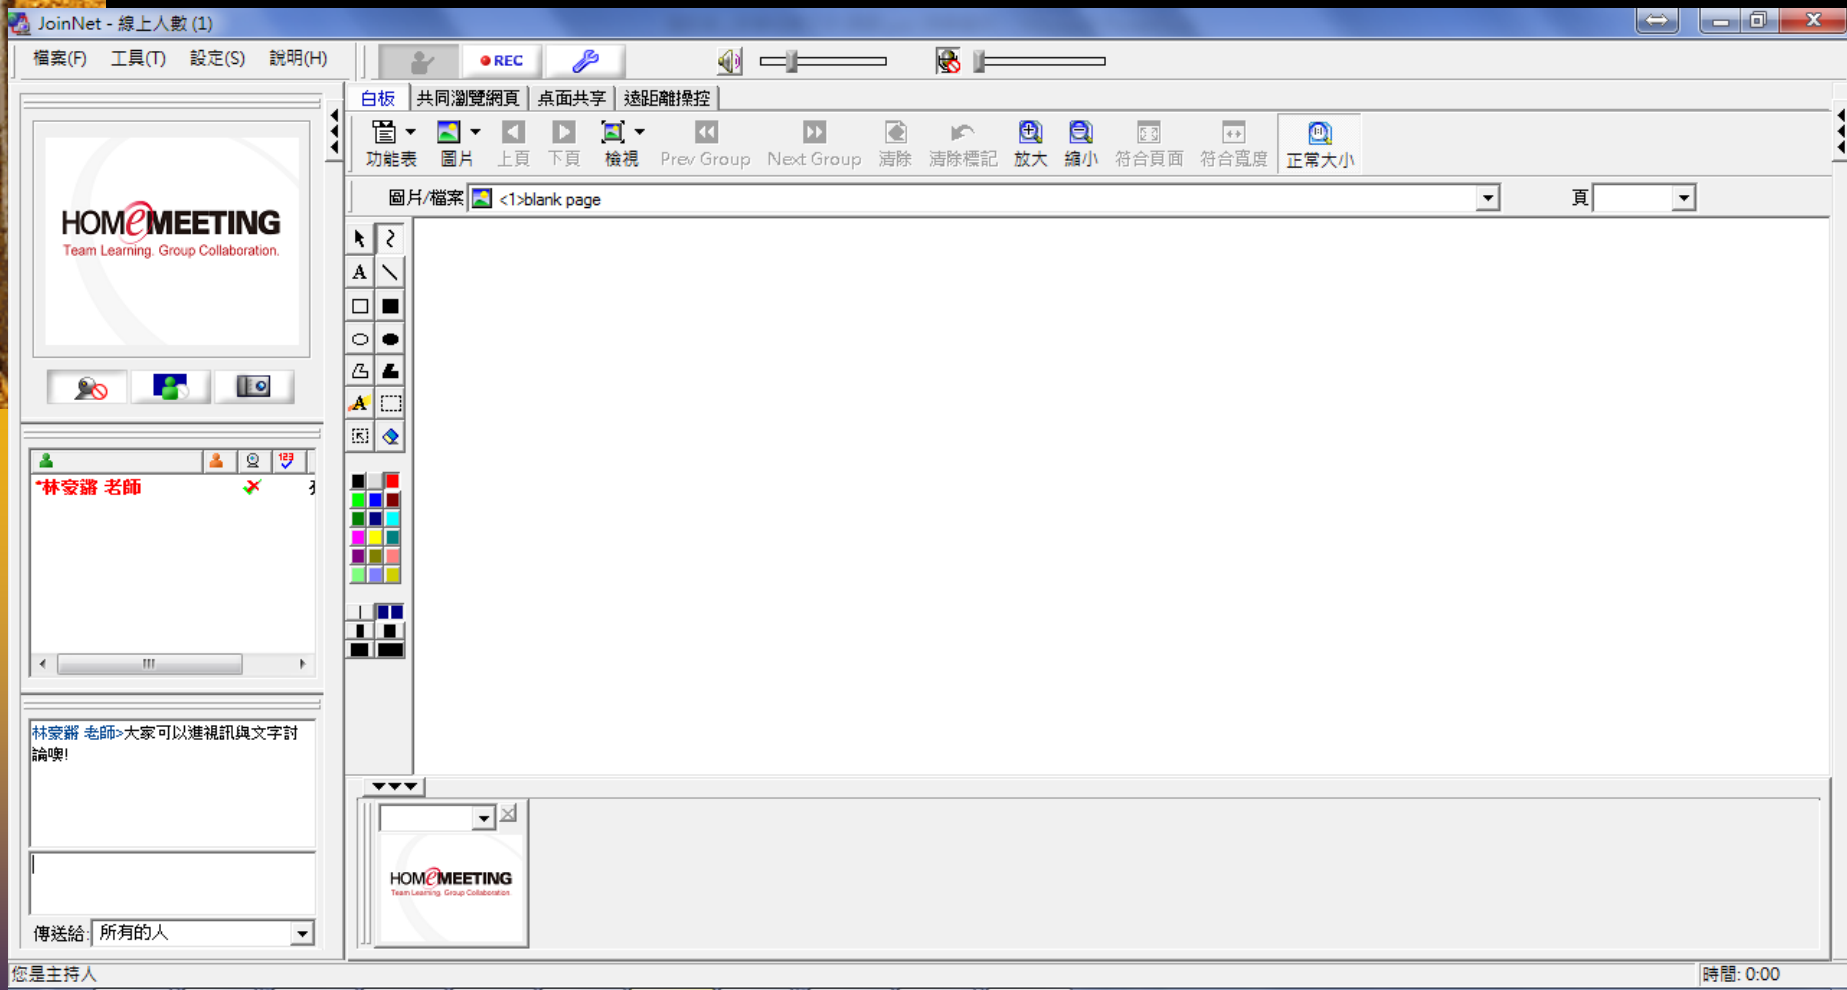 JoinNet - 線上人數 (1)
檔案(F) 工具(T) 設定(S) 說明(H)
REC
白板 共同瀏覽網頁 桌面共享 遠距離操控
功能表 圖片 上頁 下頁 檢視 Prev Group Next Group 清除 清除標記 放大 縮小 符合頁面 符合寬度 正常大小
圖片/檔案 <1>blank page 頁
HOMEMEETING
Team Learning. Group Collaboration.
A
A
123
*林豪鏘 老師
林豪鏘 老師>大家可以進視訊與文字討
論噢!
HOMEMEETING
Team Learning. Group Collaboration.
傳送給: 所有的人
您是主持人 時間: 0:00